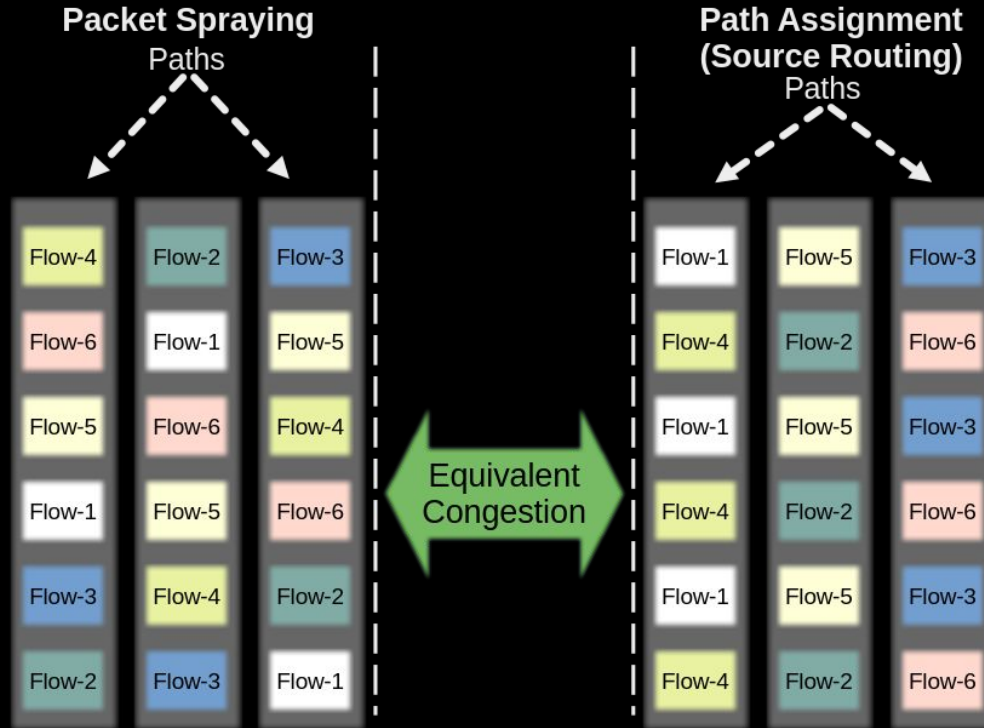 Packet Spraying
Paths
Flow-4 Flow-2 Flow-3
Flow-6 Flow-1 Flow-5
Flow-5 Flow-6 Flow-4
Flow-1 Flow-5 Flow-6
Flow-3 Flow-4 Flow-2
Flow-2 Flow-3 Flow-1
Equivalent
Congestion
Path Assignment
(Source Routing)
Paths
Flow-1 Flow-5 Flow-3
Flow-4 Flow-2 Flow-6
Flow-1 Flow-5 Flow-3
Flow-4 Flow-2 Flow-6
Flow-1 Flow-5 Flow-3
Flow-4 Flow-2 Flow-6